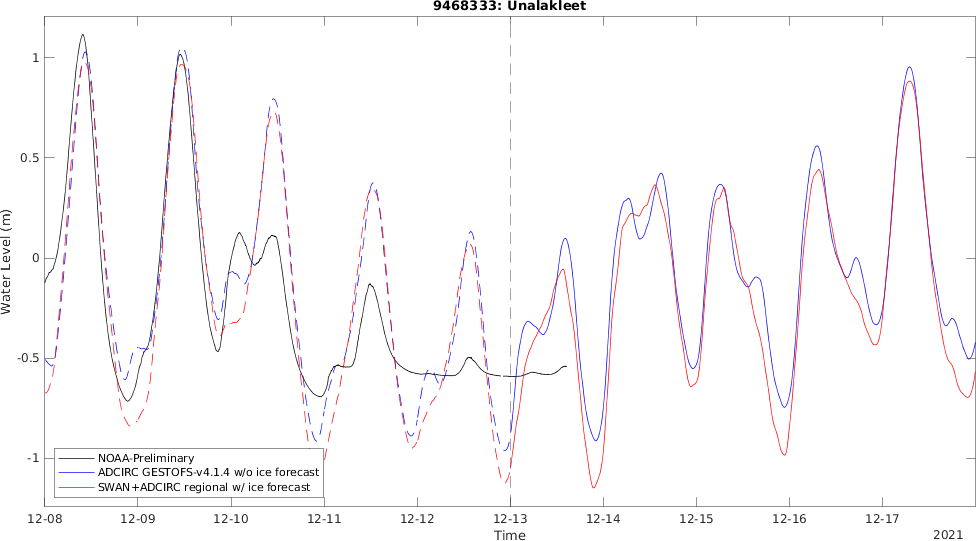 9468333: Unalakleet
Water Level (m)
1
0.5
0
-0.5
-1
NOAA-Preliminary
ADCIRC GESTOFS-v4.1.4 w/o ice forecast
SWAN+ADCIRC regional w/ ice forecast
12-08 12-09 12-10 12-11 12-12 12-13 12-14 12-15 12-16 12-17
Time
2021